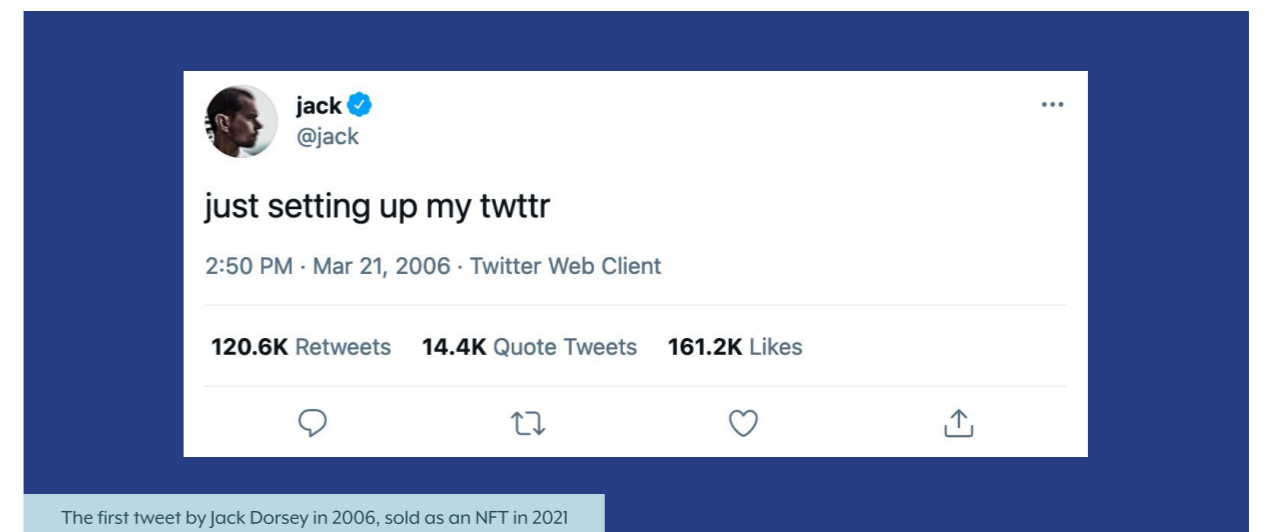 jack
@jack
just setting up my twttr
2:50 PM · Mar 21, 2006 · Twitter Web Client
120.6K Retweets 14.4K Quote Tweets 161.2K Likes
The first tweet by Jack Dorsey in 2006, sold as an NFT in 2021